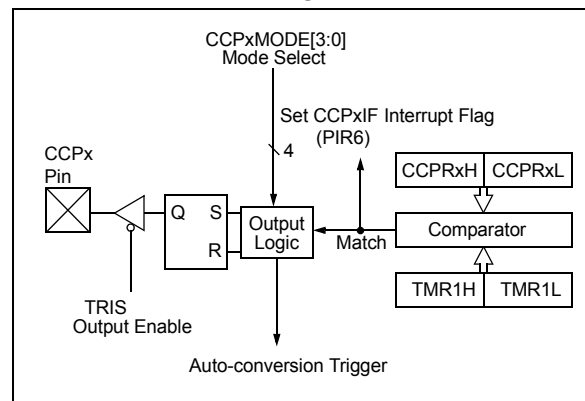 CCPxMODE[3:0]
Mode Select
Set CCPxIF Interrupt Flag
(PIR6)
4
CCPx
Pin
CCPRxH CCPRxL
Q S
R
Output
Logic
Match
Comparator
TMR1H TMR1L
TRIS
Output Enable
Auto-conversion Trigger